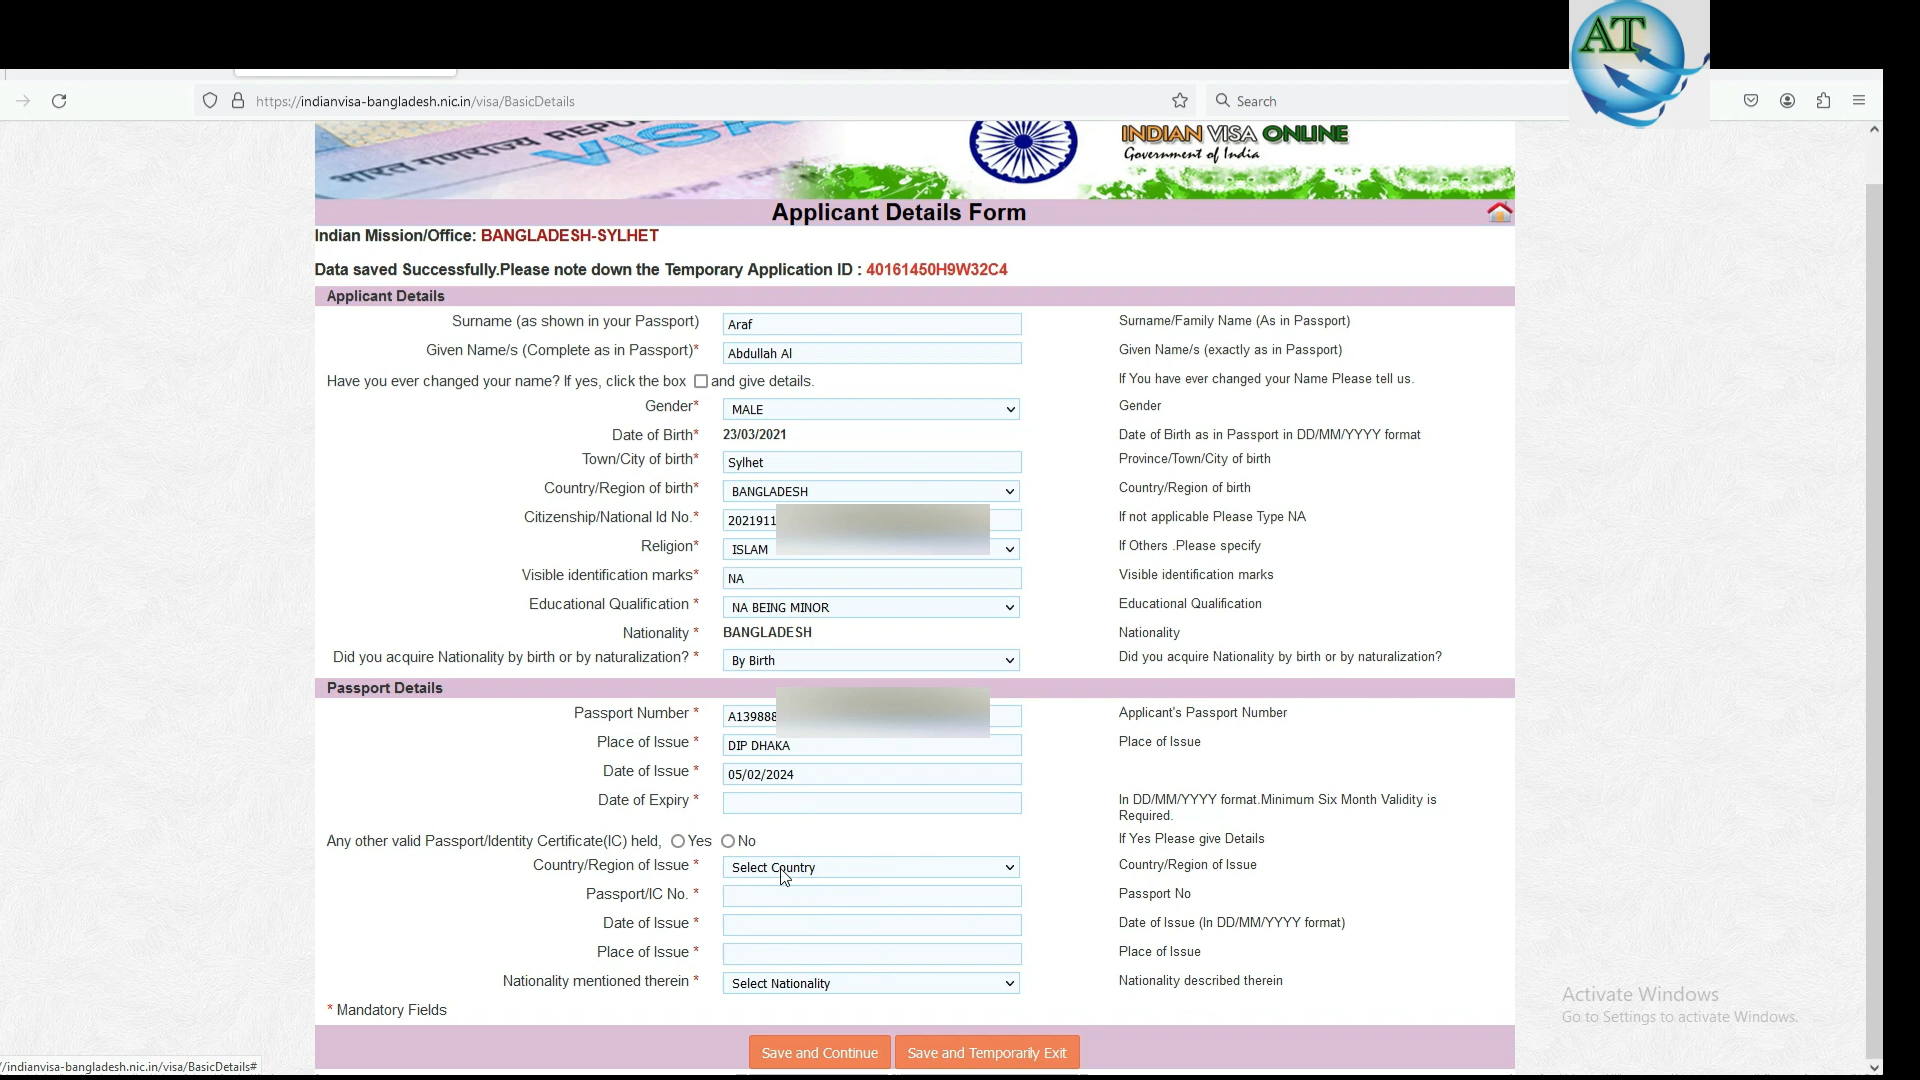 AT
https://indianvisa-bangladesh.nic.in/visa/BasicDetails
Search
भारत गणराज्य REPU
VISA
INDIAN VISA ONLINE
Government of India
Applicant Details Form
Indian Mission/Office: BANGLADESH-SYLHET
Data saved Successfully.Please note down the Temporary Application ID : 40161450H9W32C4
Applicant Details
Surname (as shown in your Passport) Araf Surname/Family Name (As in Passport)
Given Name/s (Complete as in Passport)* Abdullah Al Given Name/s (exactly as in Passport)
Have you ever changed your name? If yes, click the box and give details. If You have ever changed your Name Please tell us.
Gender* MALE Gender
Date of Birth* 23/03/2021 Date of Birth as in Passport in DD/MM/YYYY format
Town/City of birth* Sylhet Province/Town/City of birth
Country/Region of birth* BANGLADESH Country/Region of birth
Citizenship/National Id No.* 2021911 If not applicable Please Type NA
Religion* ISLAM If Others .Please specify
Visible identification marks* NA Visible identification marks
Educational Qualification * NA BEING MINOR Educational Qualification
Nationality * BANGLADESH Nationality
Did you acquire Nationality by birth or by naturalization? * By Birth Did you acquire Nationality by birth or by naturalization?
Passport Details
Passport Number * A139888 Applicant's Passport Number
Place of Issue * DIP DHAKA Place of Issue
Date of Issue * 05/02/2024
Date of Expiry * In DD/MM/YYYY format.Minimum Six Month Validity is
Required.
Any other valid Passport/Identity Certificate(IC) held, Yes No If Yes Please give Details
Country/Region of Issue * Select Country Country/Region of Issue
Passport/IC No. * Passport No
Date of Issue * Date of Issue (In DD/MM/YYYY format)
Place of Issue * Place of Issue
Nationality mentioned therein * Select Nationality Nationality described therein
* Mandatory Fields
Save and Continue Save and Temporarily Exit
Activate Windows
Go to Settings to activate Windows.
//indianvisa-bangladesh.nic.in/visa/BasicDetails#